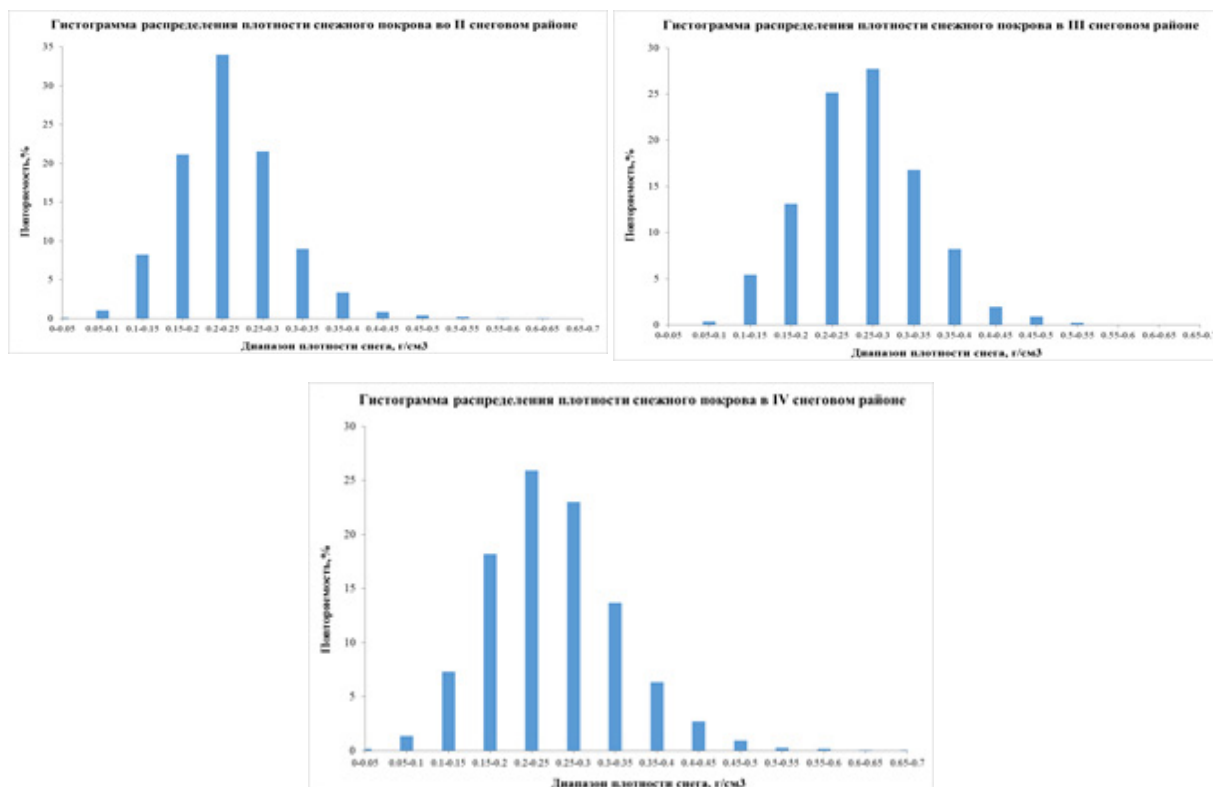 Гистограмма распределения плотности снежного покрова во II снеговом районе
35
30
25
20
15
10
5
0
Повторяемость,%
0-0.05 0.05-0.1 0.1-0.15 0.15-0.2 0.2-0.25 0.25-0.3 0.3-0.35 0.35-0.4 0.4-0.45 0.45-0.5 0.5-0.55 0.55-0.6 0.6-0.65 0.65-0.7
Диапазон плотности снега, г/см3
Гистограмма распределения плотности снежного покрова в III снеговом районе
30
25
20
15
10
5
0
Повторяемость,%
0-0.05 0.05-0.1 0.1-0.15 0.15-0.2 0.2-0.25 0.25-0.3 0.3-0.35 0.35-0.4 0.4-0.45 0.45-0.5 0.5-0.55 0.55-0.6 0.6-0.65
Диапазон плотности снега, г/см3
Гистограмма распределения плотности снежного покрова в IV снеговом районе
30
25
20
15
10
5
0
Повторяемость,%
0-0.05 0.05-0.1 0.1-0.15 0.15-0.2 0.2-0.25 0.25-0.3 0.3-0.35 0.35-0.4 0.4-0.45 0.45-0.5 0.5-0.55 0.55-0.6 0.6-0.65 0.65-0.7
Диапазон плотности снега, г/см3